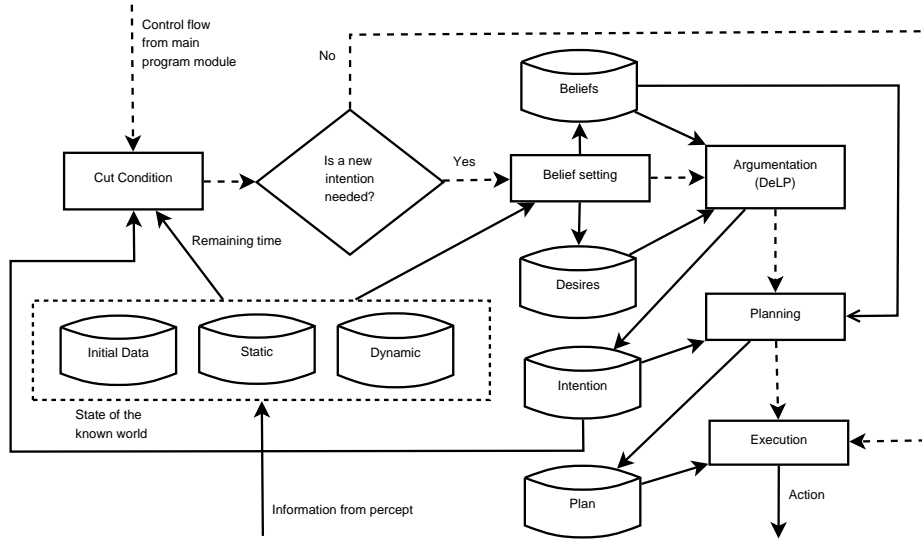 Control flow
from main
program module
No
Beliefs
Cut Condition
Is a new
intention
needed?
Yes
Belief setting
Argumentation
(DeLP)
Remaining time
Desires
Initial Data
Static
Dynamic
Planning
Intention
State of the
known world
Execution
Information from percept
Plan
Action